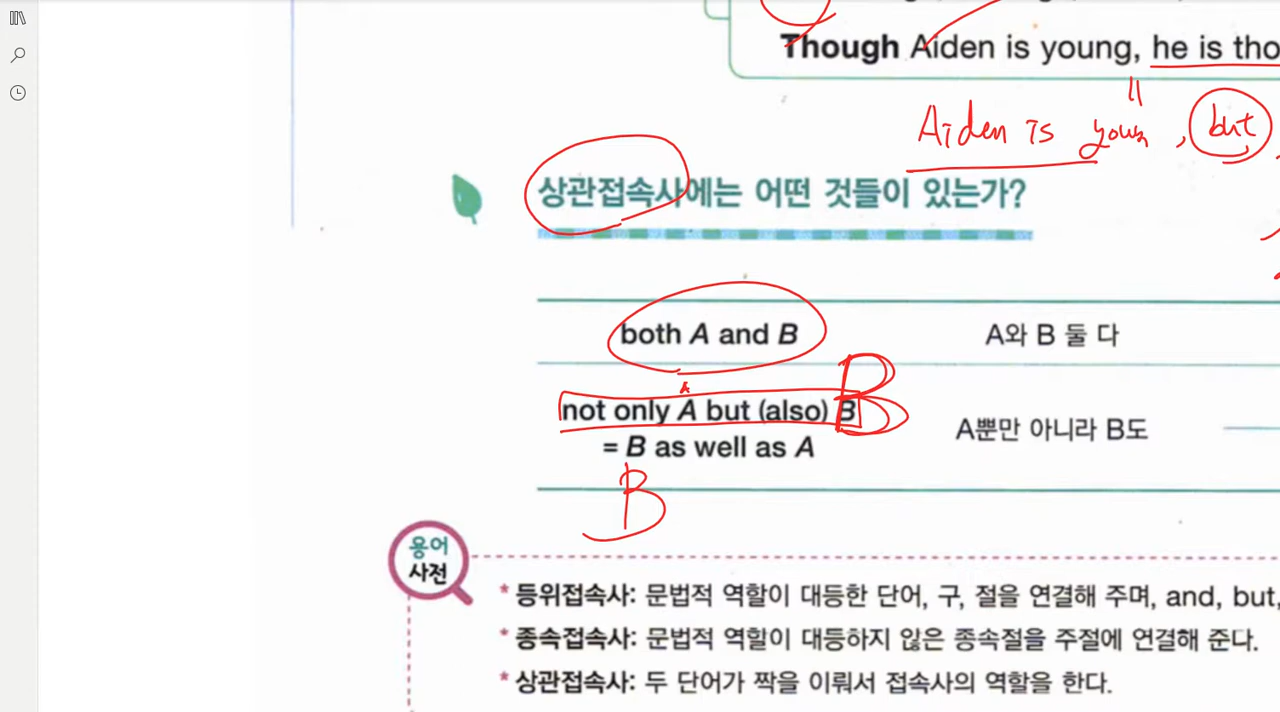 Though Aiden is young, he is tho
Aiden is young, but
상관접속사에는 어떤 것들이 있는가?
both A and B A와 B 둘 다
A B
not only A but (also) B A뿐만 아니라 B도
= B as well as A
B
용어
사전
* 등위접속사: 문법적 역할이 대등한 단어, 구, 절을 연결해 주며, and, but,
* 종속접속사: 문법적 역할이 대등하지 않은 종속절을 주절에 연결해 준다.
* 상관접속사: 두 단어가 짝을 이뤄서 접속사의 역할을 한다.